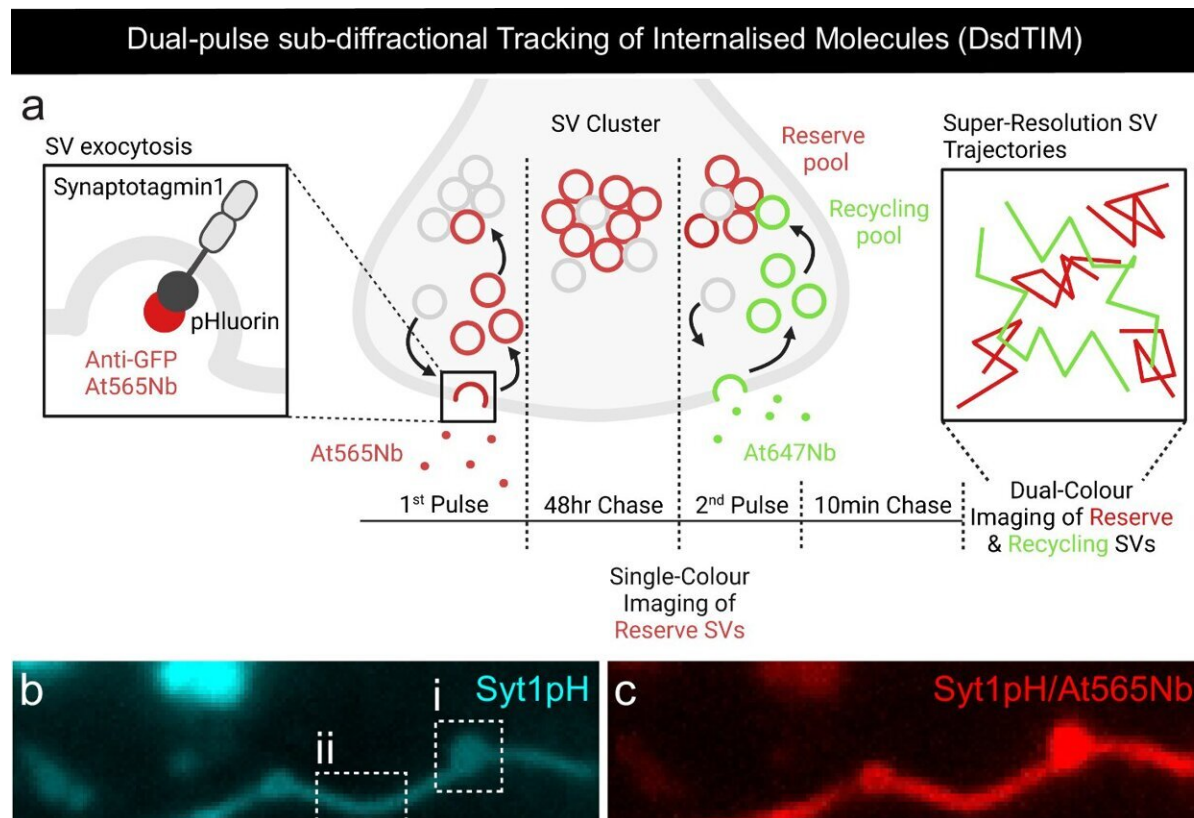 Dual-pulse sub-diffractional Tracking of Internalised Molecules (DsdTIM)
a
SV exocytosis
Synaptotagmin1
pHluorin
Anti-GFP
At565Nb
SV Cluster
Reserve
pool
Recycling
pool
Super-Resolution SV
Trajectories
At565Nb
At647Nb
1st Pulse
48hr Chase
2nd Pulse
10min Chase
Dual-Colour
Imaging of Reserve
& Recycling SVs
Single-Colour
Imaging of
Reserve SVs
b
Syt1pH
i
ii
c
Syt1pH/At565Nb